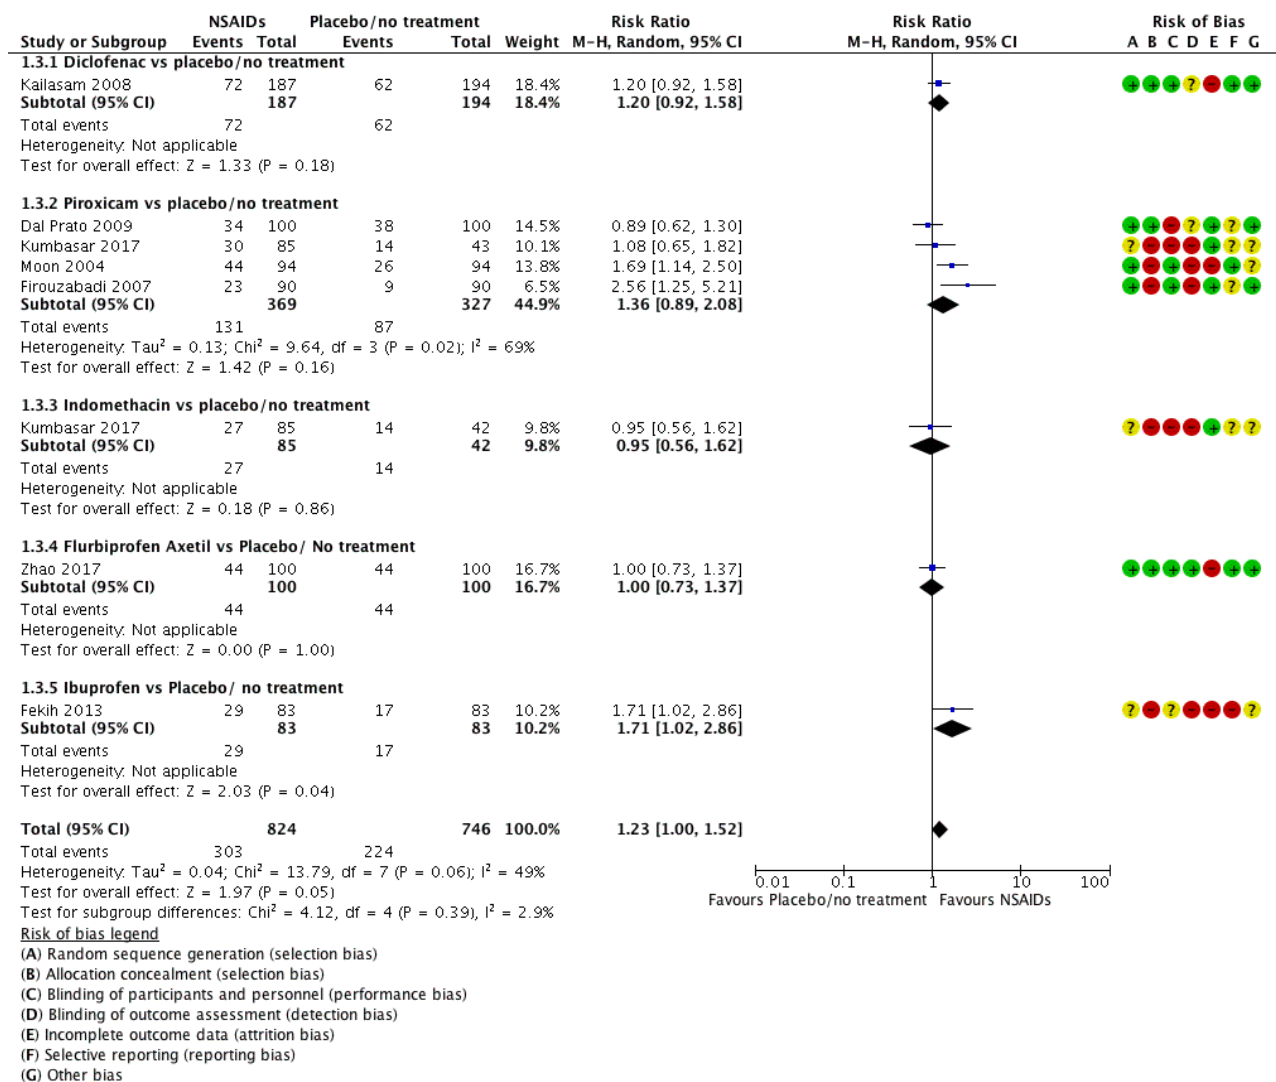 NSAIDs Placebo/no treatment Risk Ratio Risk Ratio Risk of Bias
Study or Subgroup Events Total Events Total Weight M-H, Random, 95% CI M-H, Random, 95% CI A B C D E F G
1.3.1 Diclofenac vs placebo/no treatment
Kailasam 2008 72 187 62 194 18.4% 1.20 [0.92, 1.58] + + + ? - + +
Subtotal (95% CI) 187 194 18.4% 1.20 [0.92, 1.58]
Total events 72 62
Heterogeneity: Not applicable
Test for overall effect: Z = 1.33 (P = 0.18)
1.3.2 Piroxicam vs placebo/no treatment
Dal Prato 2009 34 100 38 100 14.5% 0.89 [0.62, 1.30] + + - ? + ? +
Kumbasar 2017 30 85 14 43 10.1% 1.08 [0.65, 1.82] ? - - - + ? ?
Moon 2004 44 94 26 94 13.8% 1.69 [1.14, 2.50] + - + - - + ?
Firouzabadi 2007 23 90 9 90 6.5% 2.56 [1.25, 5.21] + - + - + ? +
Subtotal (95% CI) 369 327 44.9% 1.36 [0.89, 2.08]
Total events 131 87
Heterogeneity: Tau² = 0.13; Chi² = 9.64, df = 3 (P = 0.02); I² = 69%
Test for overall effect: Z = 1.42 (P = 0.16)
1.3.3 Indomethacin vs placebo/no treatment
Kumbasar 2017 27 85 14 42 9.8% 0.95 [0.56, 1.62] ? - - - + ? ?
Subtotal (95% CI) 85 42 9.8% 0.95 [0.56, 1.62]
Total events 27 14
Heterogeneity: Not applicable
Test for overall effect: Z = 0.18 (P = 0.86)
1.3.4 Flurbiprofen Axetil vs Placebo/ No treatment
Zhao 2017 44 100 44 100 16.7% 1.00 [0.73, 1.37] + + + + - + +
Subtotal (95% CI) 100 100 16.7% 1.00 [0.73, 1.37]
Total events 44 44
Heterogeneity: Not applicable
Test for overall effect: Z = 0.00 (P = 1.00)
1.3.5 Ibuprofen vs Placebo/ no treatment
Fekih 2013 29 83 17 83 10.2% 1.71 [1.02, 2.86] ? - ? - - - ?
Subtotal (95% CI) 83 83 10.2% 1.71 [1.02, 2.86]
Total events 29 17
Heterogeneity: Not applicable
Test for overall effect: Z = 2.03 (P = 0.04)
Total (95% CI) 824 746 100.0% 1.23 [1.00, 1.52]
Total events 303 224
Heterogeneity: Tau² = 0.04; Chi² = 13.79, df = 7 (P = 0.06); I² = 49%
Test for overall effect: Z = 1.97 (P = 0.05)
Test for subgroup differences: Chi² = 4.12, df = 4 (P = 0.39), I² = 2.9%
0.01 0.1 1 10 100
Favours Placebo/no treatment Favours NSAIDs
Risk of bias legend
(A) Random sequence generation (selection bias)
(B) Allocation concealment (selection bias)
(C) Blinding of participants and personnel (performance bias)
(D) Blinding of outcome assessment (detection bias)
(E) Incomplete outcome data (attrition bias)
(F) Selective reporting (reporting bias)
(G) Other bias